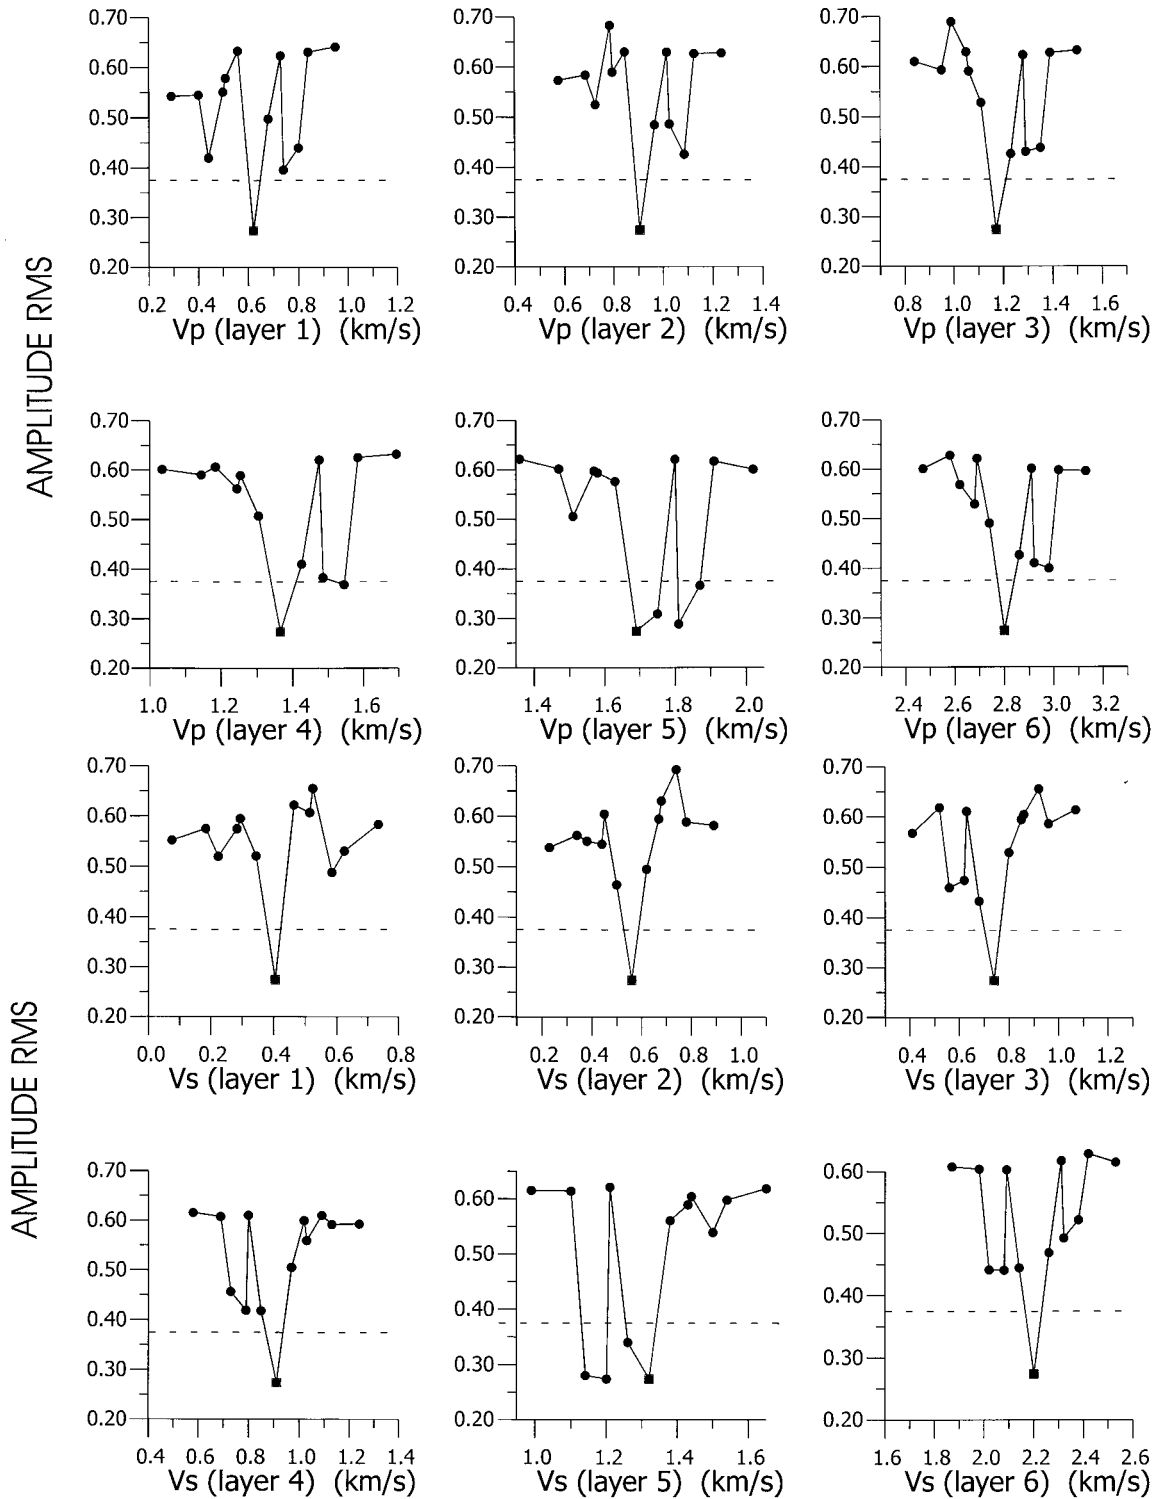 AMPLITUDE RMS
0.70 0.60 0.50 0.40 0.30 0.20
0.2 0.4 0.6 0.8 1.0 1.2
Vp (layer 1) (km/s)
0.70 0.60 0.50 0.40 0.30 0.20
0.4 0.6 0.8 1.0 1.2 1.4
Vp (layer 2) (km/s)
0.70 0.60 0.50 0.40 0.30 0.20
0.8 1.0 1.2 1.4 1.6
Vp (layer 3) (km/s)
0.70 0.60 0.50 0.40 0.30 0.20
1.0 1.2 1.4 1.6
Vp (layer 4) (km/s)
0.70 0.60 0.50 0.40 0.30 0.20
1.4 1.6 1.8 2.0
Vp (layer 5) (km/s)
0.70 0.60 0.50 0.40 0.30 0.20
2.4 2.6 2.8 3.0 3.2
Vp (layer 6) (km/s)
AMPLITUDE RMS
0.70 0.60 0.50 0.40 0.30 0.20
0.0 0.2 0.4 0.6 0.8
Vs (layer 1) (km/s)
0.70 0.60 0.50 0.40 0.30 0.20
0.2 0.4 0.6 0.8 1.0
Vs (layer 2) (km/s)
0.70 0.60 0.50 0.40 0.30 0.20
0.4 0.6 0.8 1.0 1.2
Vs (layer 3) (km/s)
0.70 0.60 0.50 0.40 0.30 0.20
0.4 0.6 0.8 1.0 1.2 1.4
Vs (layer 4) (km/s)
0.60 0.50 0.40 0.30 0.20
1.0 1.2 1.4 1.6
Vs (layer 5) (km/s)
0.60 0.50 0.40 0.30 0.20
1.6 1.8 2.0 2.2 2.4 2.6
Vs (layer 6) (km/s)